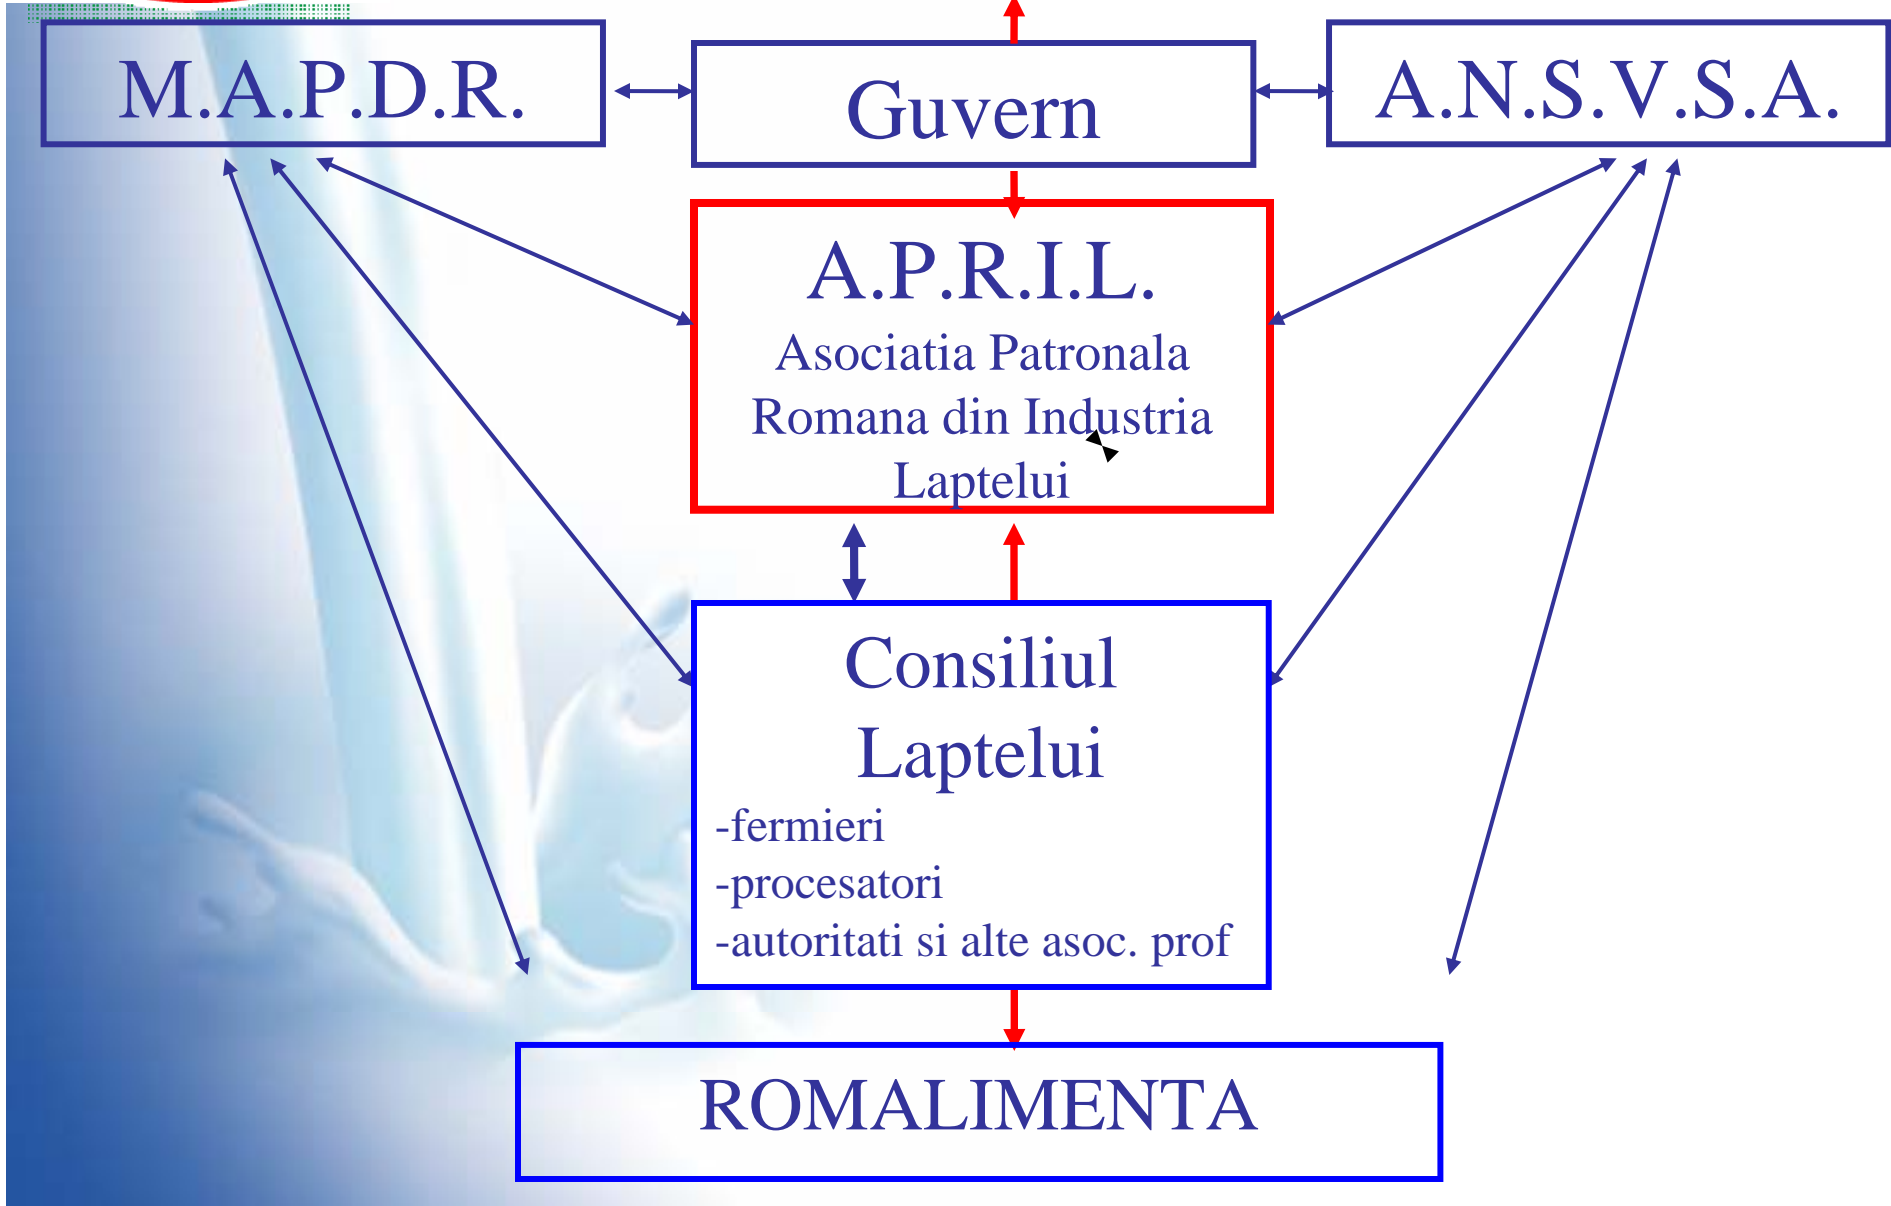 M.A.P.D.R.
Guvern
A.N.S.V.S.A.
A.P.R.I.L.
Asociatia Patronala
Romana din Industria
Laptelui
Consiliul
Laptelui
-fermieri
-procesatori
-autoritati si alte asoc. prof
ROMALIMENTA